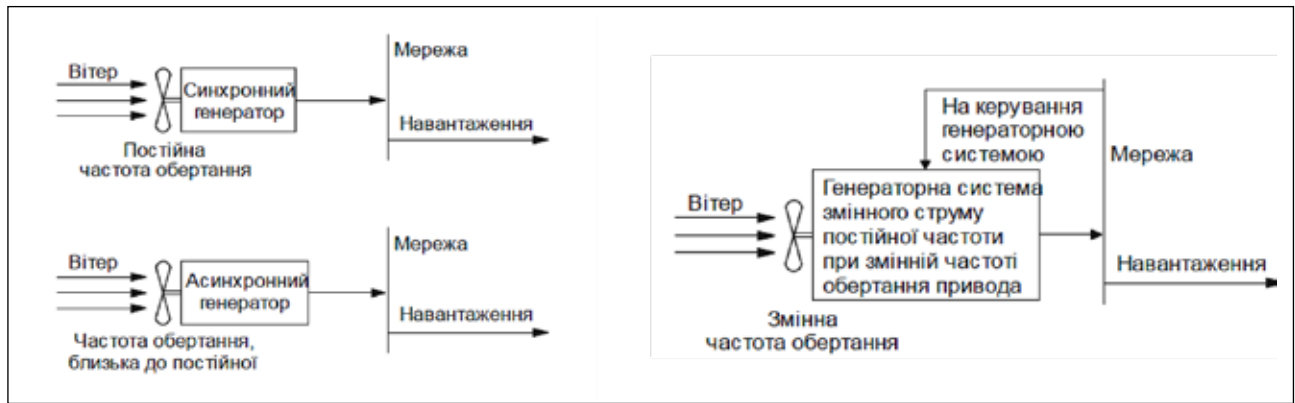 Вітер
Синхронний
генератор
Мережа
Навантаження
Постійна
частота обертання
Вітер
Асинхронний
генератор
Мережа
Навантаження
Частота обертання,
близька до постійної
На керування
генераторною
системою
Мережа
Вітер
Генераторна система
змінного струму
постійної частоти
при змінній частоті
обертання привода
Навантаження
Змінна
частота обертання